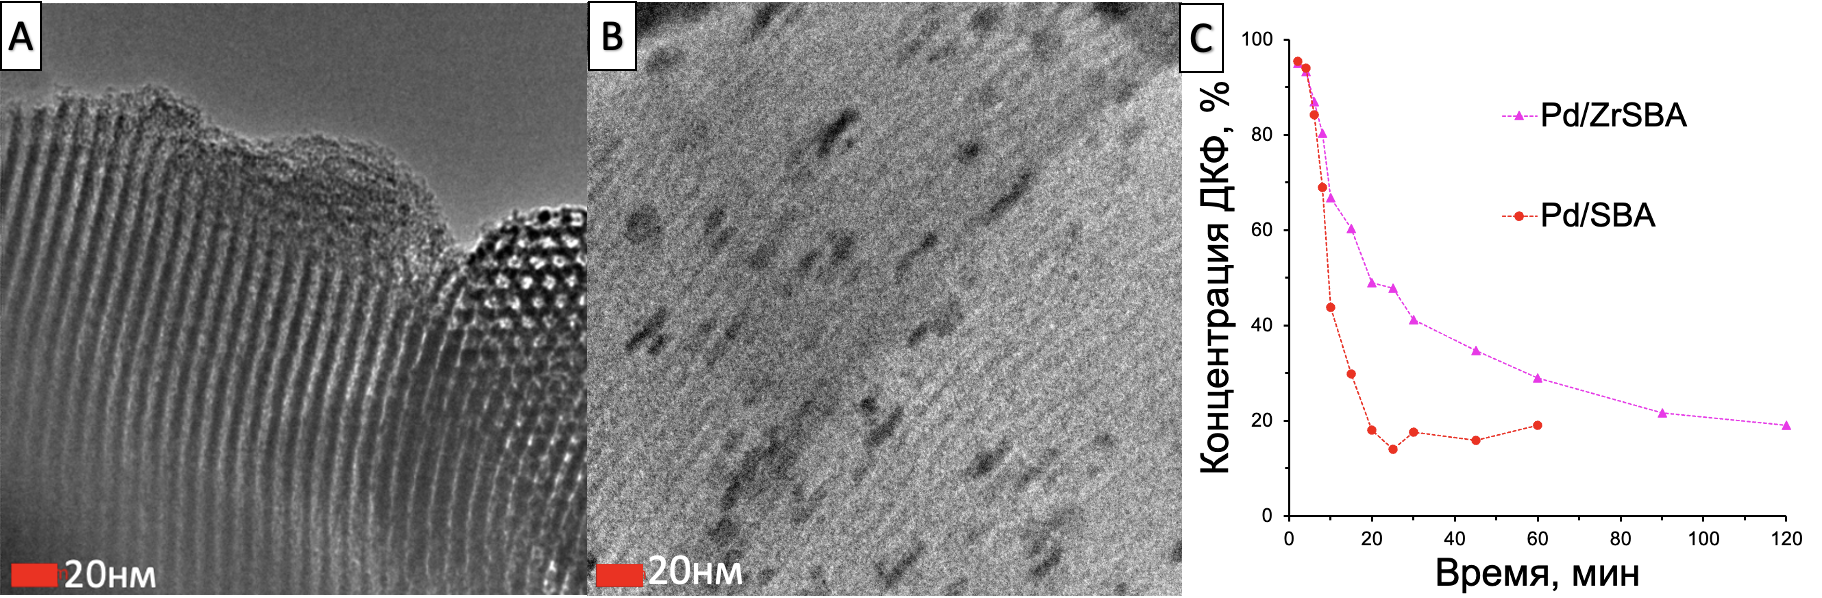 A
B
C
20нм
20нм
Концентрация ДКФ, %
100
80
60
40
20
0
Pd/ZrSBA
Pd/SBA
0 20 40 60 80 100 120
Время, мин